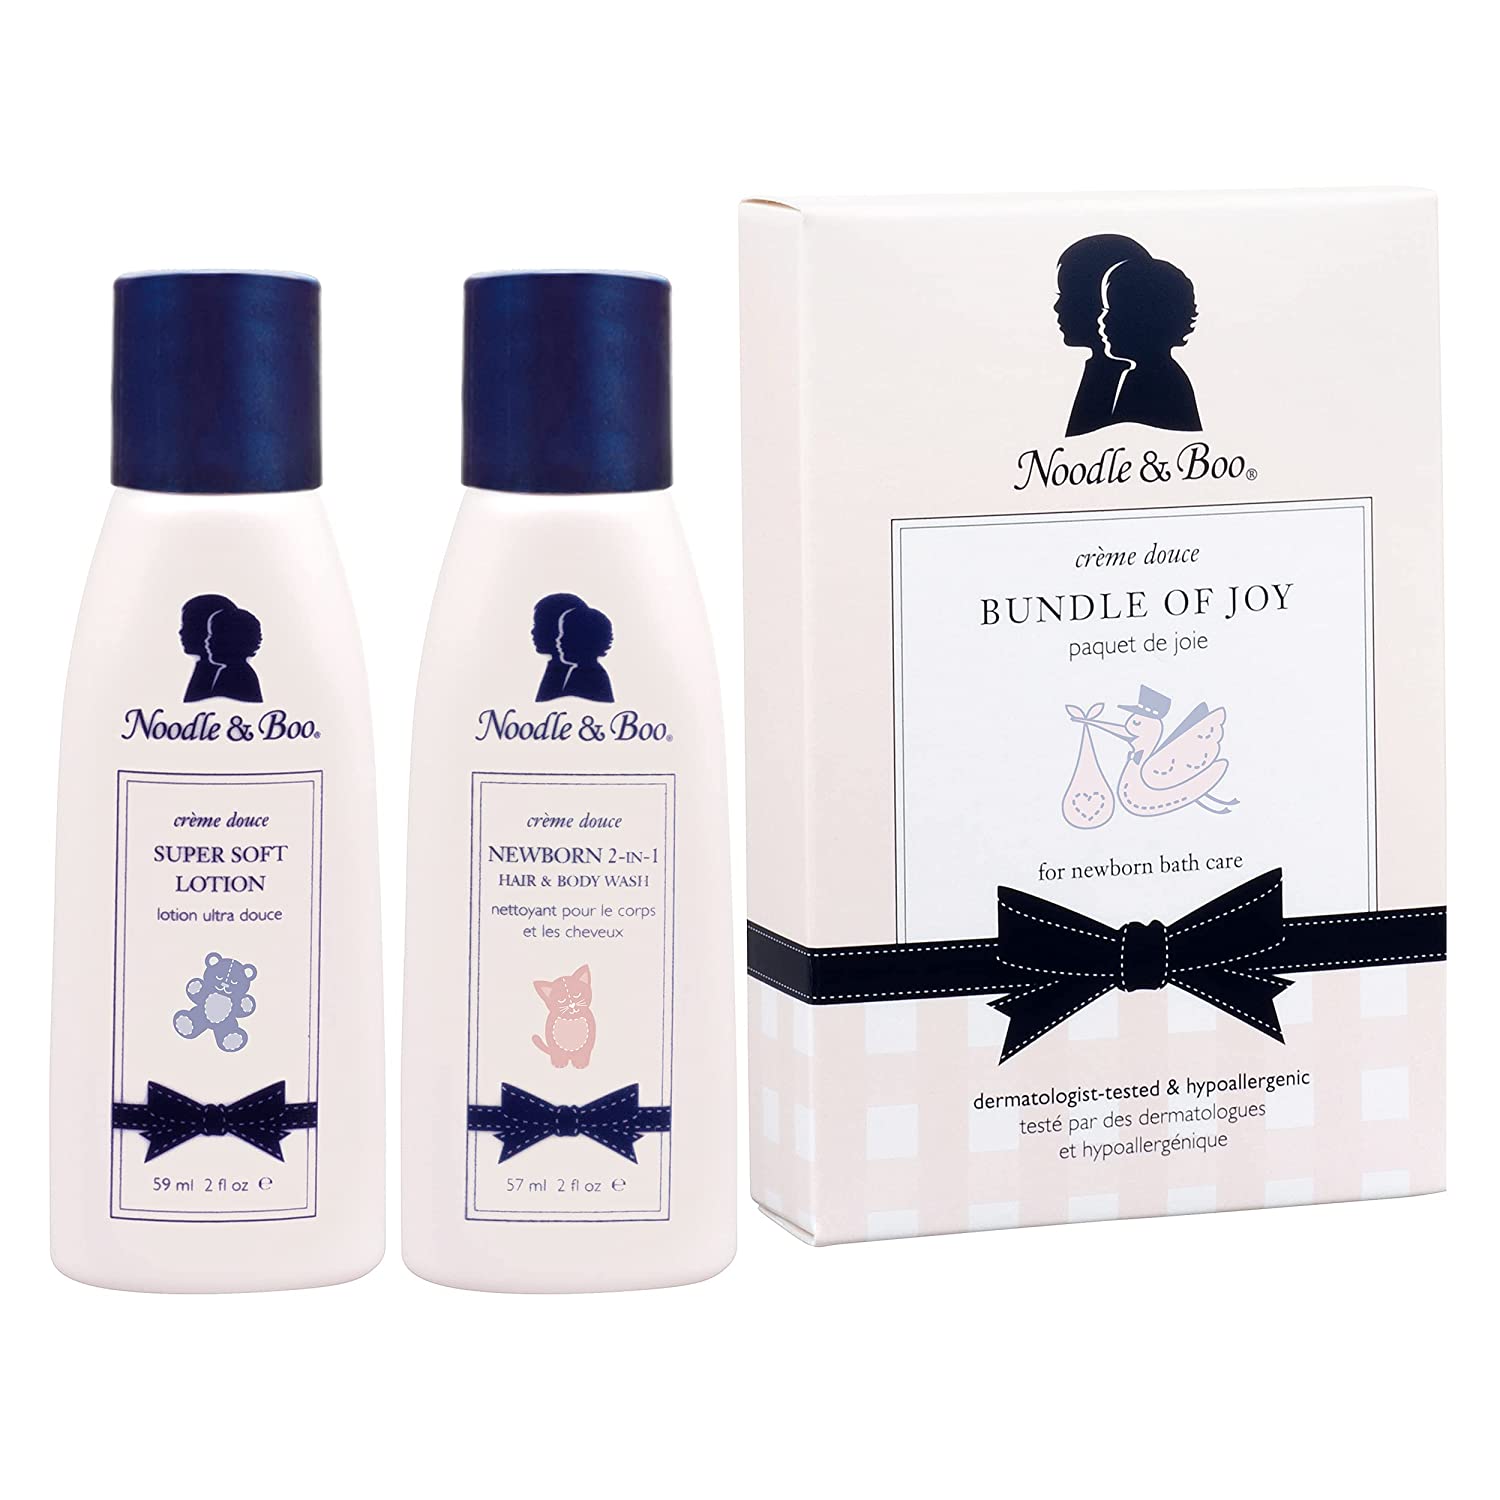 Noodle & Boo®
crème douce
SUPER SOFT
LOTION
lotion ultra douce
59 ml 2 fl oz ℮
Noodle & Boo®
crème douce
NEWBORN 2-IN-1
HAIR & BODY WASH
nettoyant pour le corps
et les cheveux
57 ml 2 fl oz ℮
Noodle & Boo®
crème douce
BUNDLE OF JOY
paquet de joie
for newborn bath care
dermatologist-tested & hypoallergenic
testé par des dermatologues
et hypoallergénique